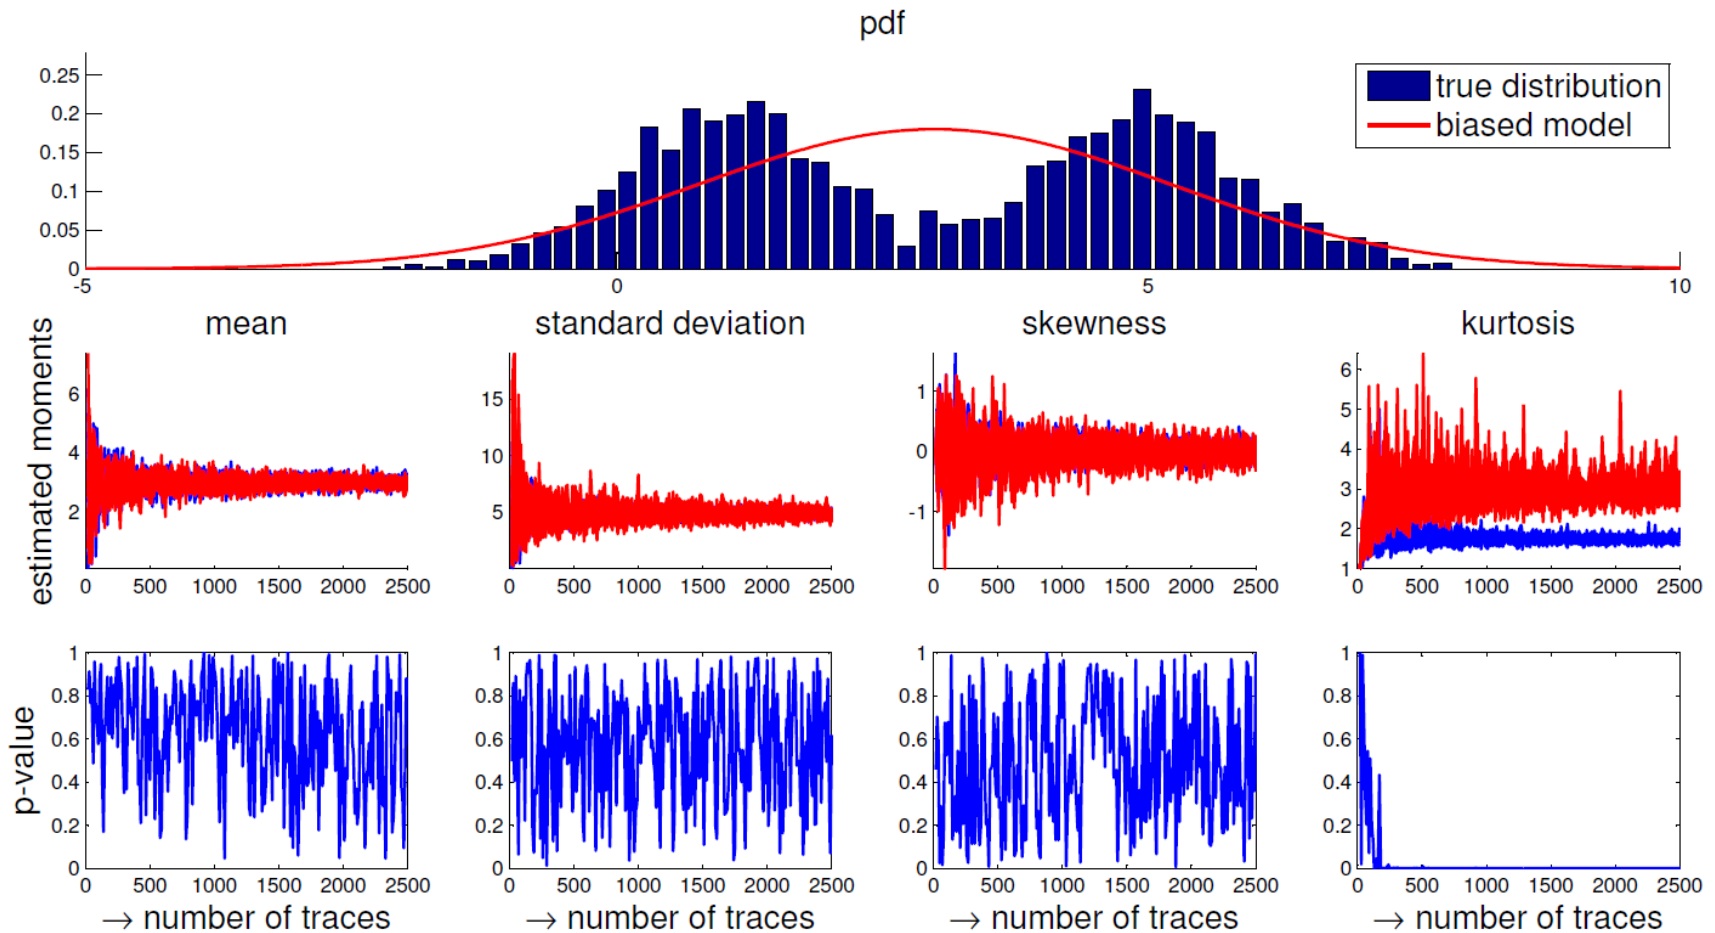 pdf
0.25
0.2
0.15
0.1
0.05
0
-5
0
5
10
true distribution
biased model
mean
standard deviation
skewness
kurtosis
estimated moments
6
4
2
0 500 1000 1500 2000 2500
15
10
5
0 500 1000 1500 2000 2500
1
0
-1
0 500 1000 1500 2000 2500
6
5
4
3
2
1
0 500 1000 1500 2000 2500
p-value
1
0.8
0.6
0.4
0.2
0
0 500 1000 1500 2000 2500
→ number of traces
1
0.8
0.6
0.4
0.2
0
0 500 1000 1500 2000 2500
→ number of traces
1
0.8
0.6
0.4
0.2
0
0 500 1000 1500 2000 2500
→ number of traces
1
0.8
0.6
0.4
0.2
0
0 500 1000 1500 2000 2500
→ number of traces